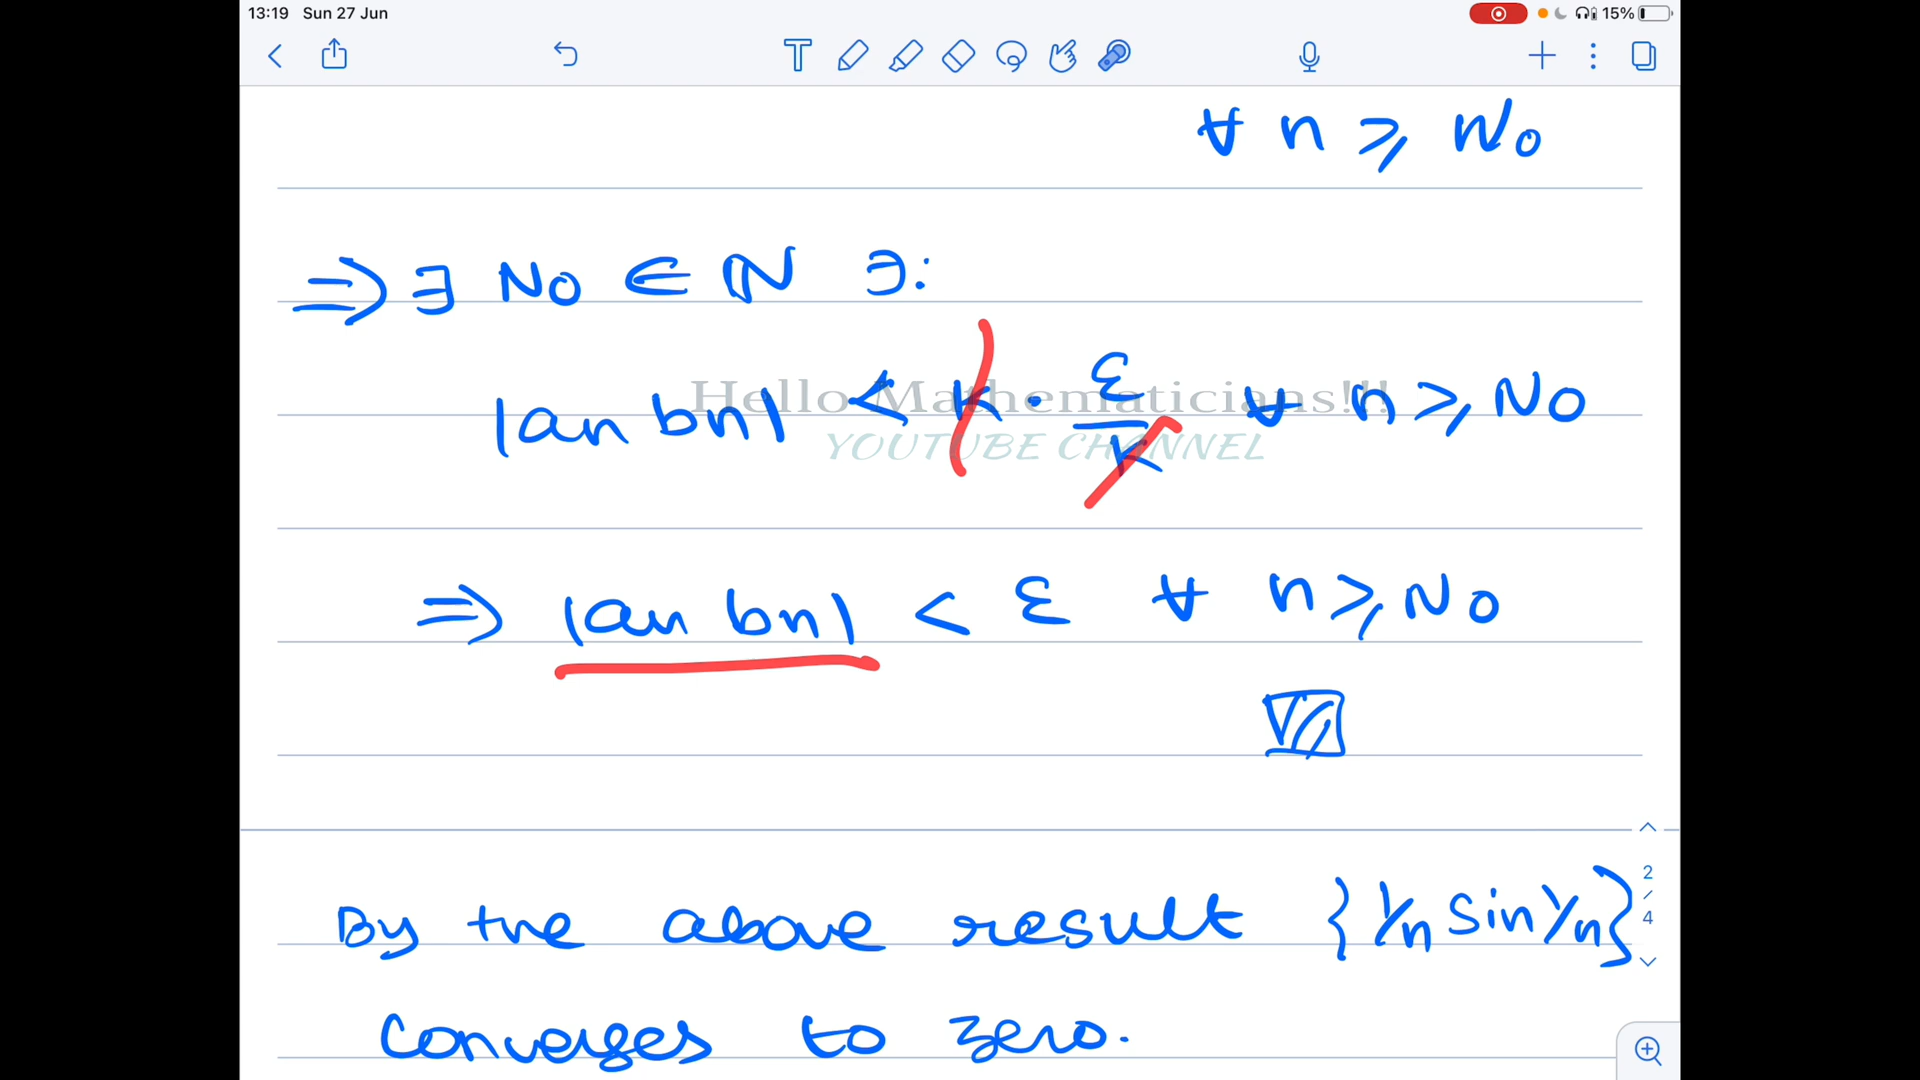 13:19 Sun 27 Jun 15%
∀ n ⩾ N₀
⇒ ∃ N₀ ∈ ℕ ∋:
|an bn| < K · ε/K ∀ n ⩾ N₀
Hello Mathematicians!!!
YOUTUBE CHANNEL
⇒ |an bn| < ε ∀ n ⩾ N₀
2/4
By the above result {1/n Sin 1/n}
Converges to zero.